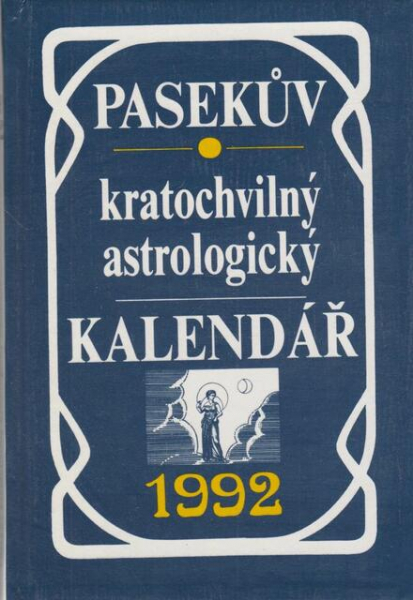 PASEKŮV
kratochvilný
astrologický
KALENDÁŘ
1992